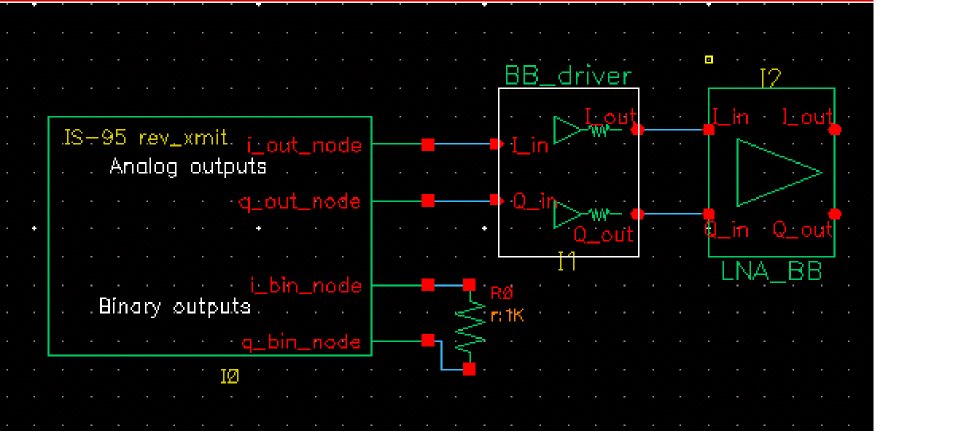 BB_driver
I2
IS-95 rev_xmit
i_out_node
Analog outputs
q_out_node
I_in
I_out
Q_in
Q_out
I1
I_in
I_out
Q_in
Q_out
LNA_BB
i_bin_node
Binary outputs
q_bin_node
R0
r:1K
I0